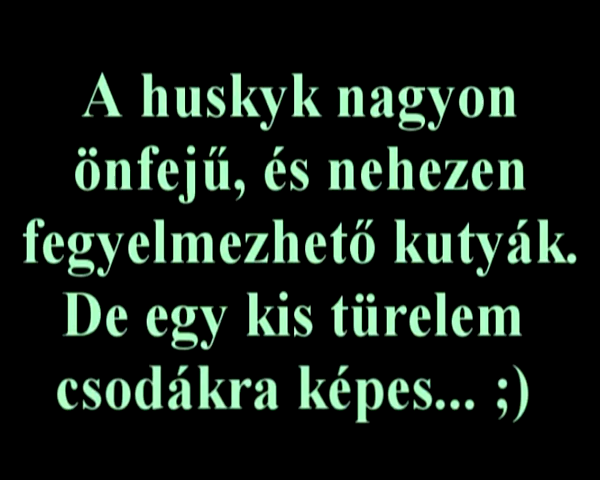 A huskyk nagyon
önfejű, és nehezen
fegyelmezhető kutyák.
De egy kis türelem
csodákra képes... ;)